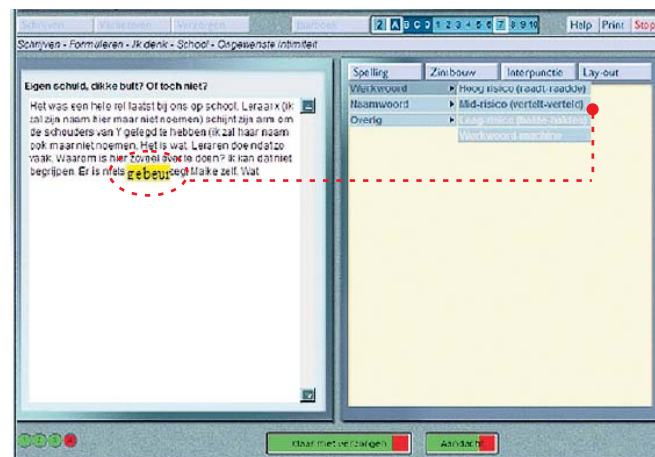 Schrijven Verzorgen
2 A B C D 1 2 3 4 5 6 7 8 9 10 Help Print Stop
Schrijven - Formuleren - Ik denk - School - Ongewenste intimiteit
Eigen schuld, dikke bult? Of toch niet?
Het was een hele rel laatst bij ons op school. Leraar x (ik
zal zijn naam hier maar niet noemen) schijnt zijn arm om
de schouders van Y gelegd te hebben (ik zal haar naam
ook maar niet noemen. Het is wat. Leraren doen dat zo
vaak. Waarom is hier zoveel over te doen? Ik kan dat niet
begrijpen. Er is niets gebeurt zegt Maike zelf. Wat
Spelling Zinsbouw Interpunctie Lay-out
Werkwoord Hoog risico (raadt-raadde)
Naamwoord Mid-risico (vertelt-verteld)
Overig Laag-risico
Werkwoord-machine
1 2 3 4
Klaar met verzorgen Aandacht